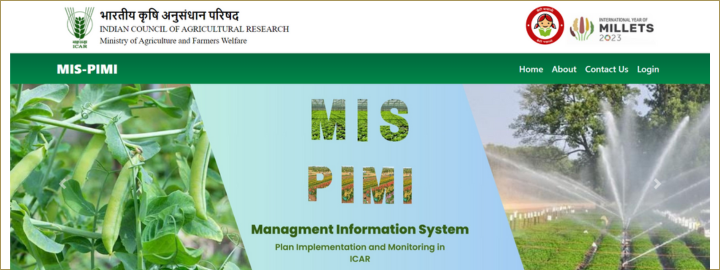 भारतीय कृषि अनुसंधान परिषद
INDIAN COUNCIL OF AGRICULTURAL RESEARCH
Ministry of Agriculture and Farmers Welfare
ICAR
INTERNATIONAL YEAR OF
MILLETS
2023
MIS-PIMI
Home About Contact Us Login
MIS
PIMI
Managment Information System
Plan Implementation and Monitoring in
ICAR